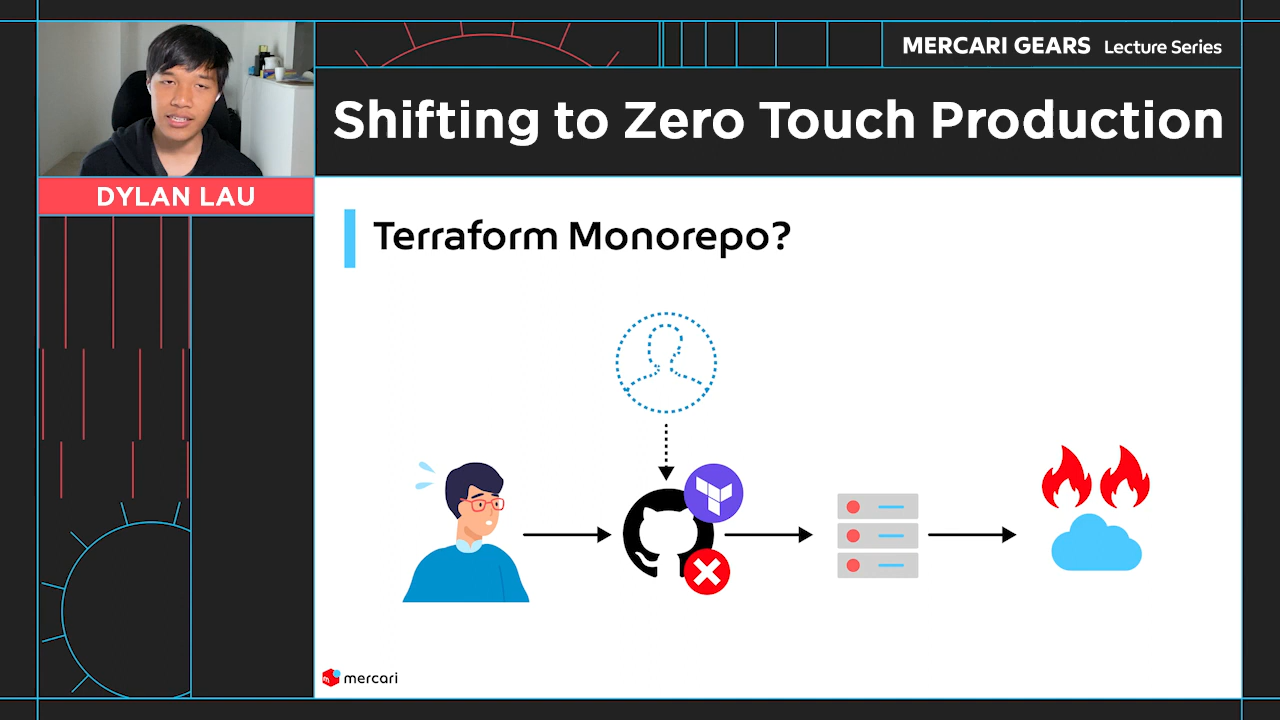 MERCARI GEARS Lecture Series
Shifting to Zero Touch Production
DYLAN LAU
Terraform Monorepo?
mercari